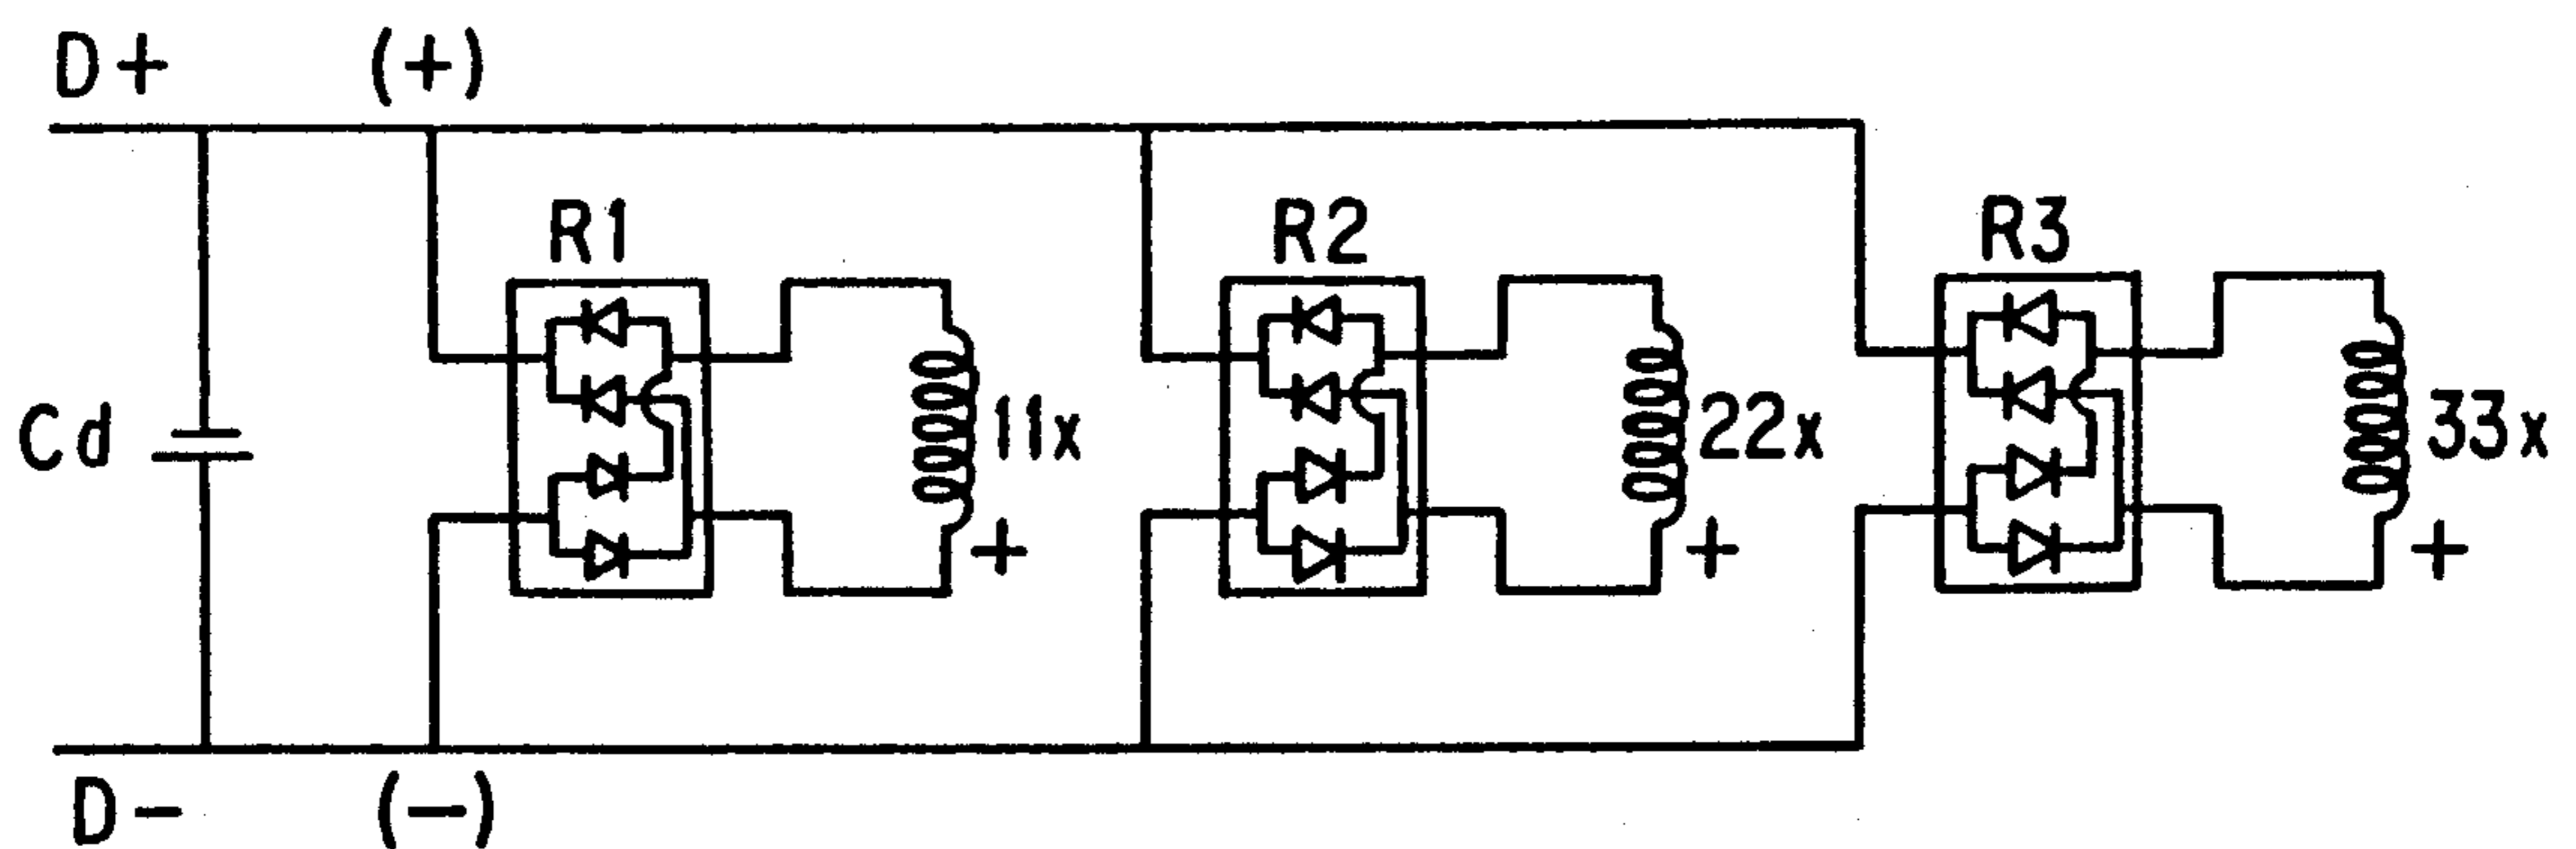 D+ (+)
R1 R2 R3
Cd 11x 22x 33x
+ + +
D- (-)